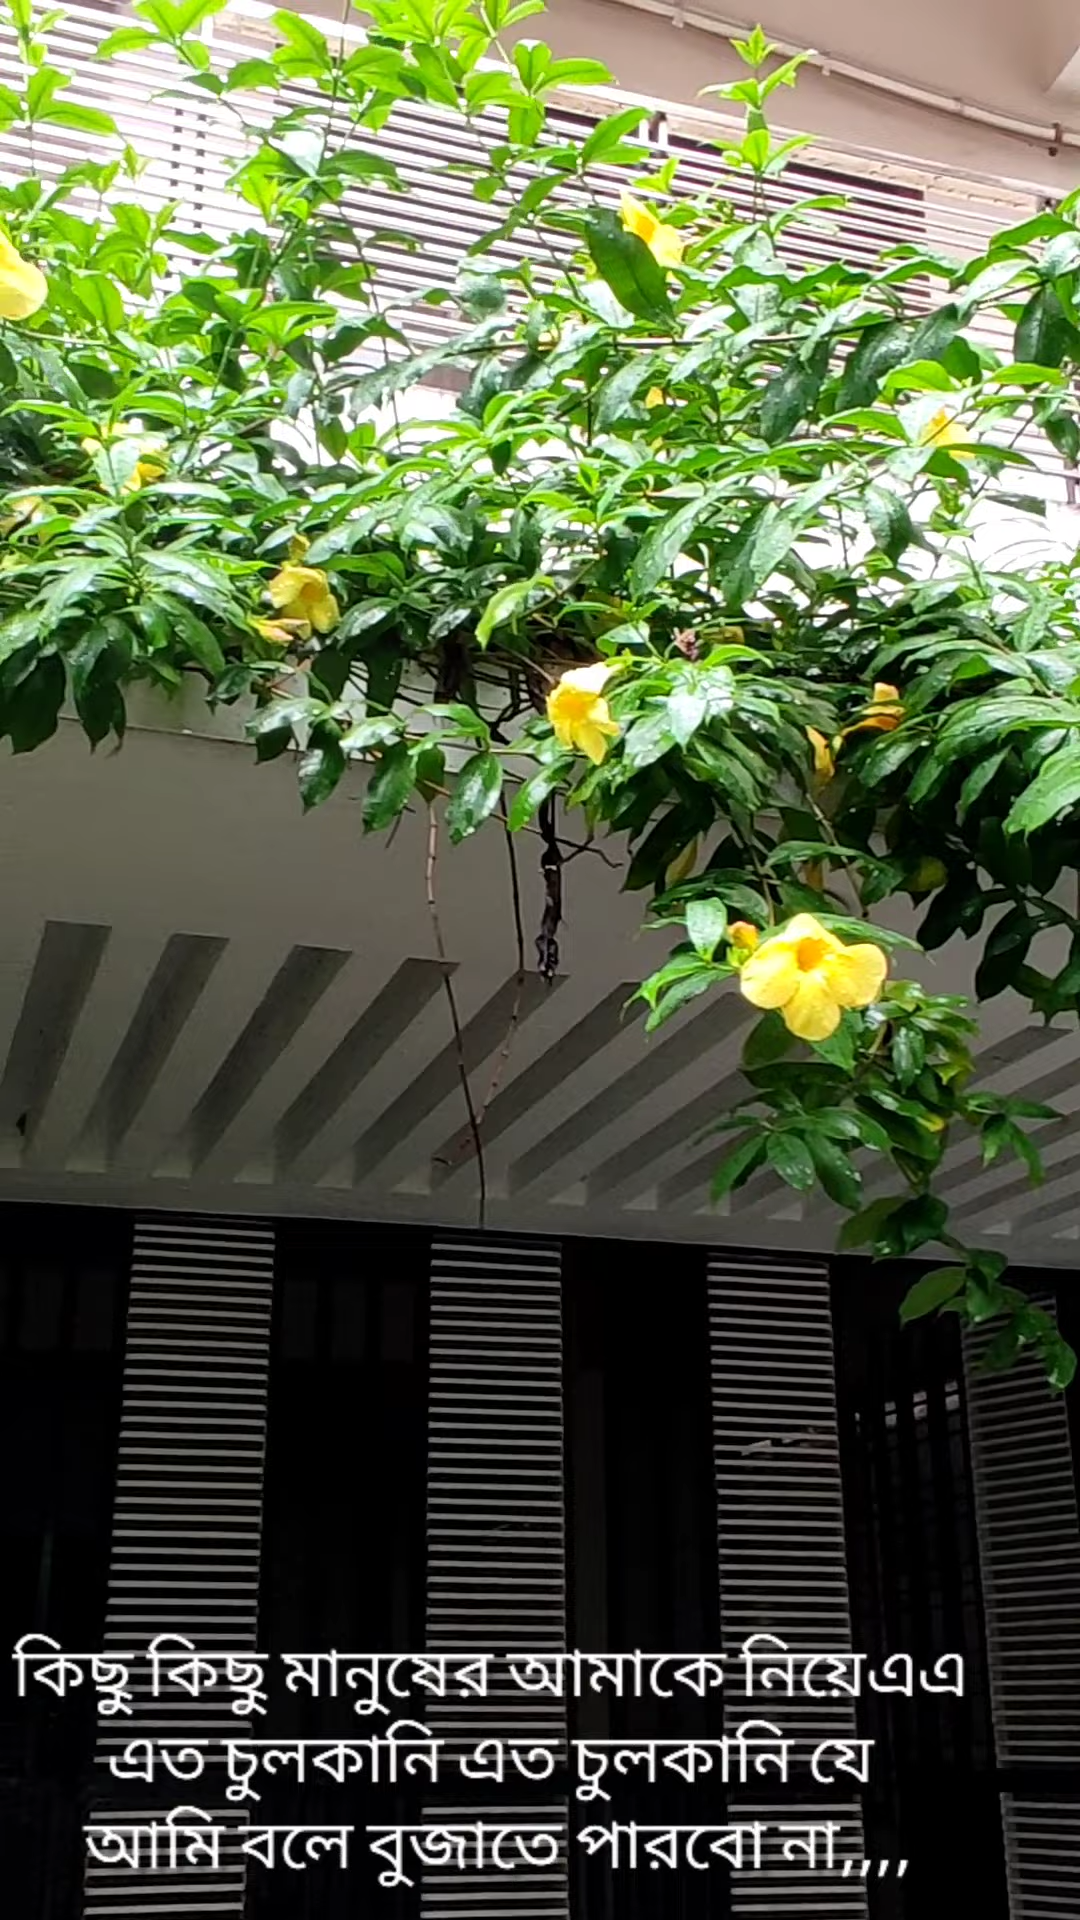 কিছু কিছু মানুষের আমাকে নিয়েএএ
এত চুলকানি এত চুলকানি যে
আমি বলে বুজাতে পারবো না,,,,